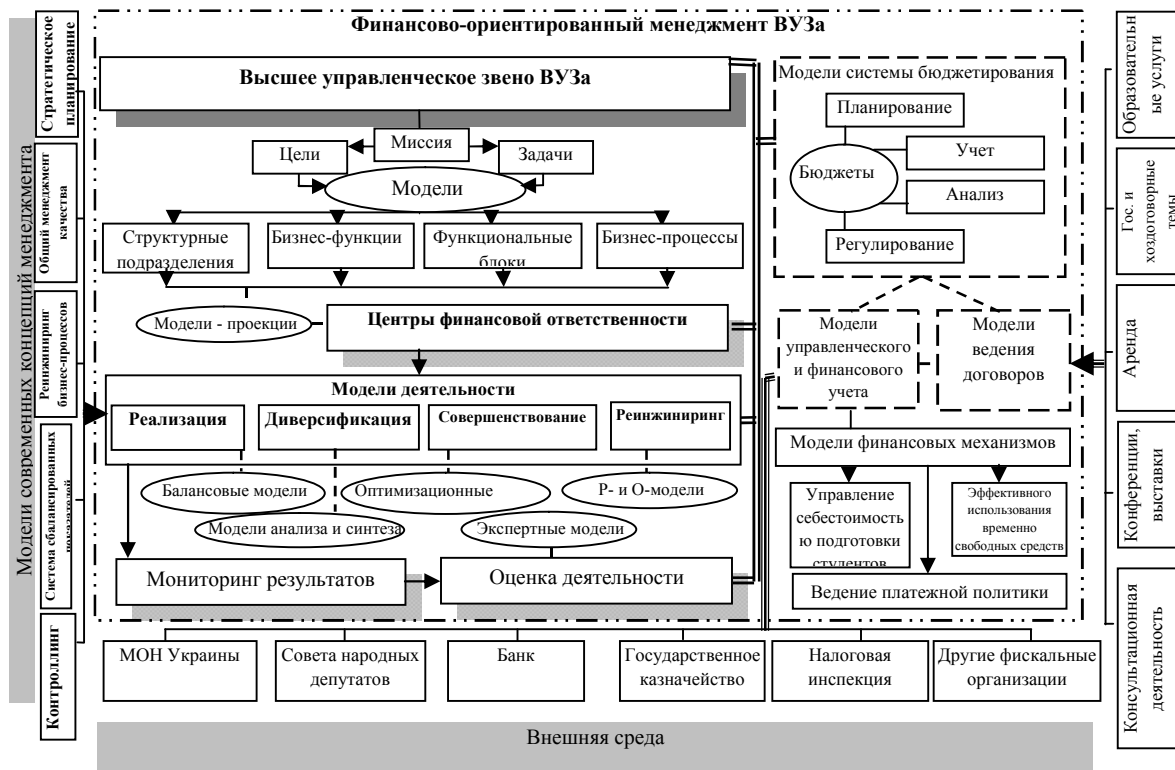 Финансово-ориентированный менеджмент ВУЗа
Модели современных концепций менеджмента
Стратегическое
планирование
Общий менеджмент
качества
Реинжиниринг
бизнес-процессов
Система сбалансированных
показателей
Контроллинг
Высшее управленческое звено ВУЗа
Миссия
Цели
Задачи
Модели
Структурные
подразделения
Бизнес-функции
Функциональные
блоки
Бизнес-процессы
Модели - проекции
Центры финансовой ответственности
Модели деятельности
Реализация
Диверсификация
Совершенствование
Реинжиниринг
Балансовые модели
Оптимизационные
Р- и О-модели
Модели анализа и синтеза
Экспертные модели
Мониторинг результатов
Оценка деятельности
Модели системы бюджетирования
Планирование
Учет
Бюджеты
Анализ
Регулирование
Модели
управленческого
и финансового
учета
Модели
ведения
договоров
Модели финансовых механизмов
Управление
себестоимость
ю подготовки
студентов
Эффективного
использования
временно
свободных средств
Ведение платежной политики
Образовательн
ые услуги
Гос. и
хоздоговорные
темы
Аренда
Конференции,
выставки
Консультационная
деятельность
МОН Украины
Совета народных
депутатов
Банк
Государственное
казначейство
Налоговая
инспекция
Другие фискальные
организации
Внешняя среда